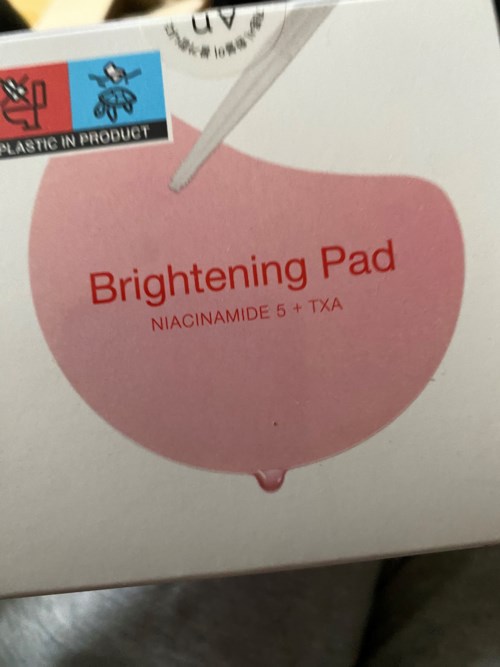 PLASTIC IN PRODUCT
Brightening Pad
NIACINAMIDE 5 + TXA